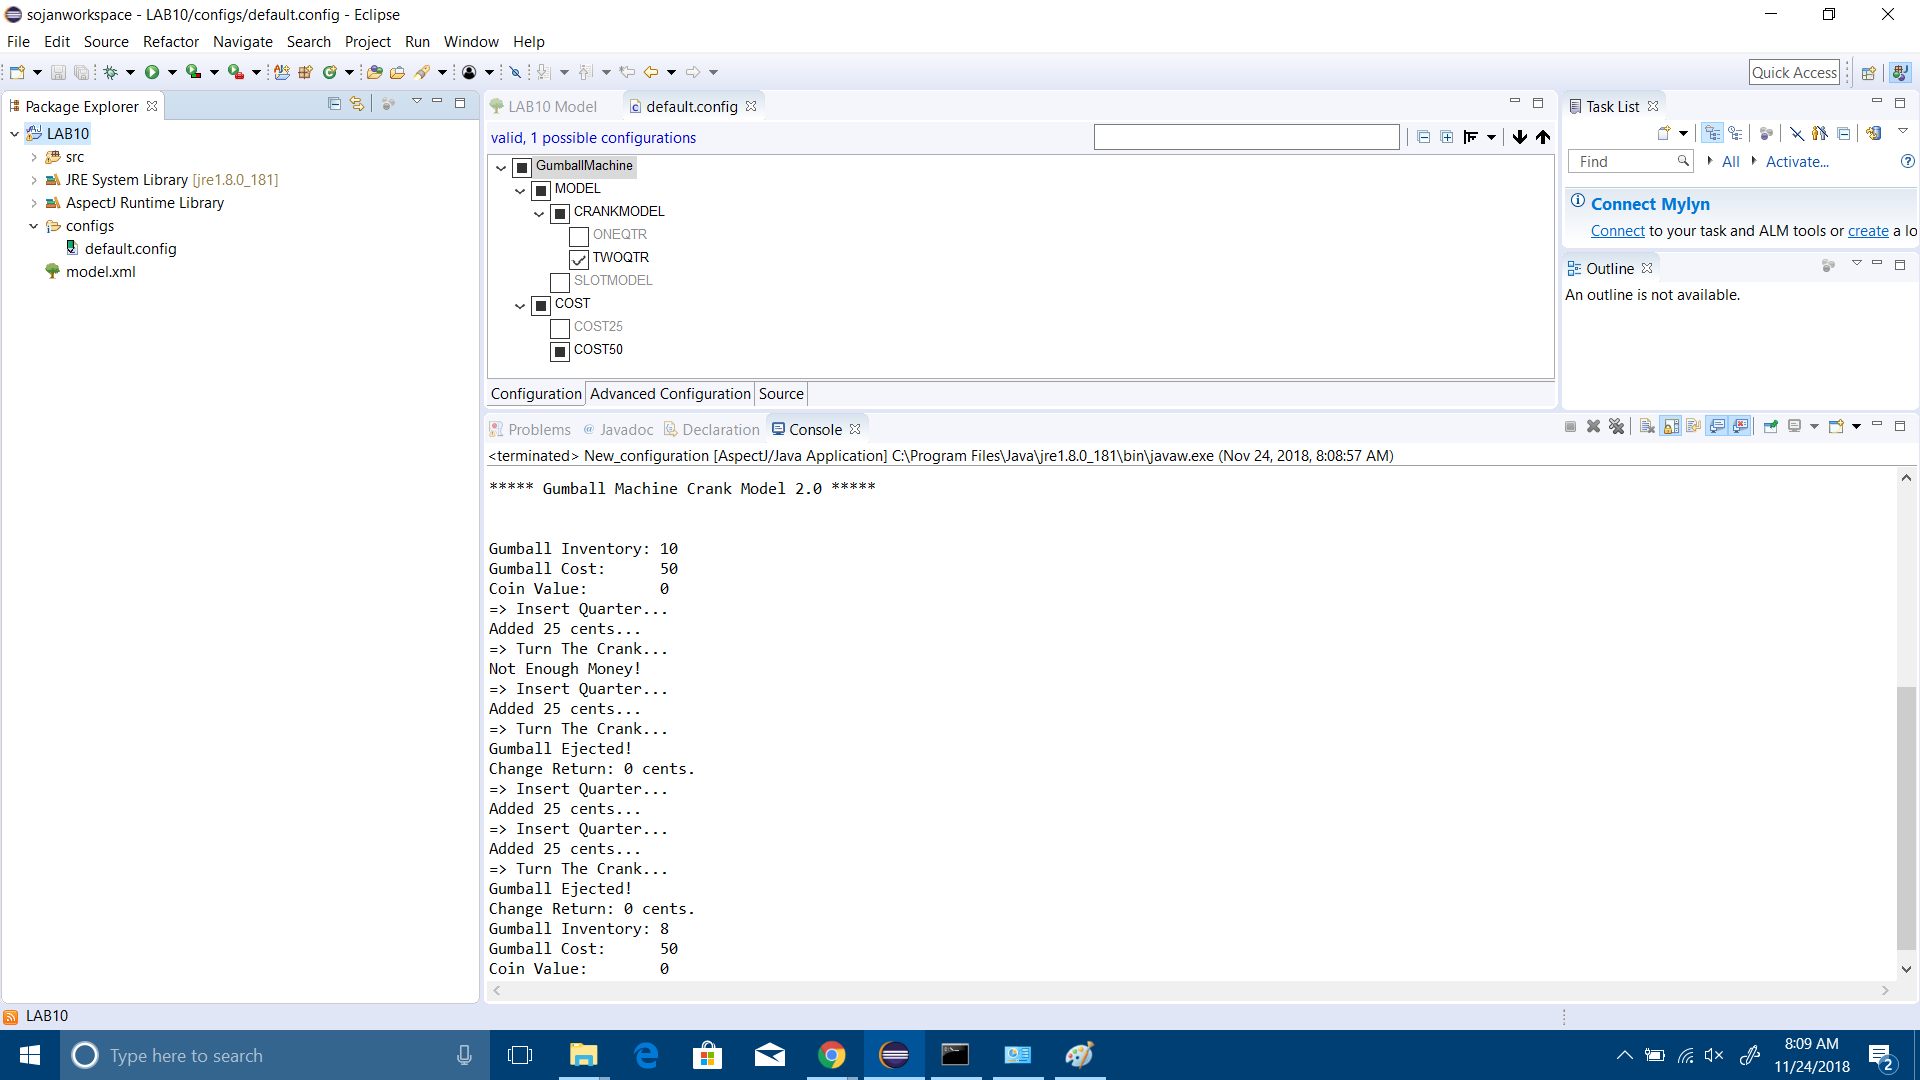 sojanworkspace - LAB10/configs/default.config - Eclipse
File Edit Source Refactor Navigate Search Project Run Window Help
Quick Access
Package Explorer
LAB10
src
JRE System Library [jre1.8.0_181]
AspectJ Runtime Library
configs
default.config
model.xml
LAB10 Model default.config
valid, 1 possible configurations
GumballMachine
MODEL
CRANKMODEL
ONEQTR
TWOQTR
SLOTMODEL
COST
COST25
COST50
Configuration Advanced Configuration Source
Task List
Find All Activate...
Connect Mylyn
Connect to your task and ALM tools or create a lo
Outline
An outline is not available.
Problems @ Javadoc Declaration Console
<terminated> New_configuration [AspectJ/Java Application] C:\Program Files\Java\jre1.8.0_181\bin\javaw.exe (Nov 24, 2018, 8:08:57 AM)
***** Gumball Machine Crank Model 2.0 *****
Gumball Inventory: 10
Gumball Cost: 50
Coin Value: 0
=> Insert Quarter...
Added 25 cents...
=> Turn The Crank...
Not Enough Money!
=> Insert Quarter...
Added 25 cents...
=> Turn The Crank...
Gumball Ejected!
Change Return: 0 cents.
=> Insert Quarter...
Added 25 cents...
=> Insert Quarter...
Added 25 cents...
=> Turn The Crank...
Gumball Ejected!
Change Return: 0 cents.
Gumball Inventory: 8
Gumball Cost: 50
Coin Value: 0
LAB10
Type here to search
8:09 AM
11/24/2018
2